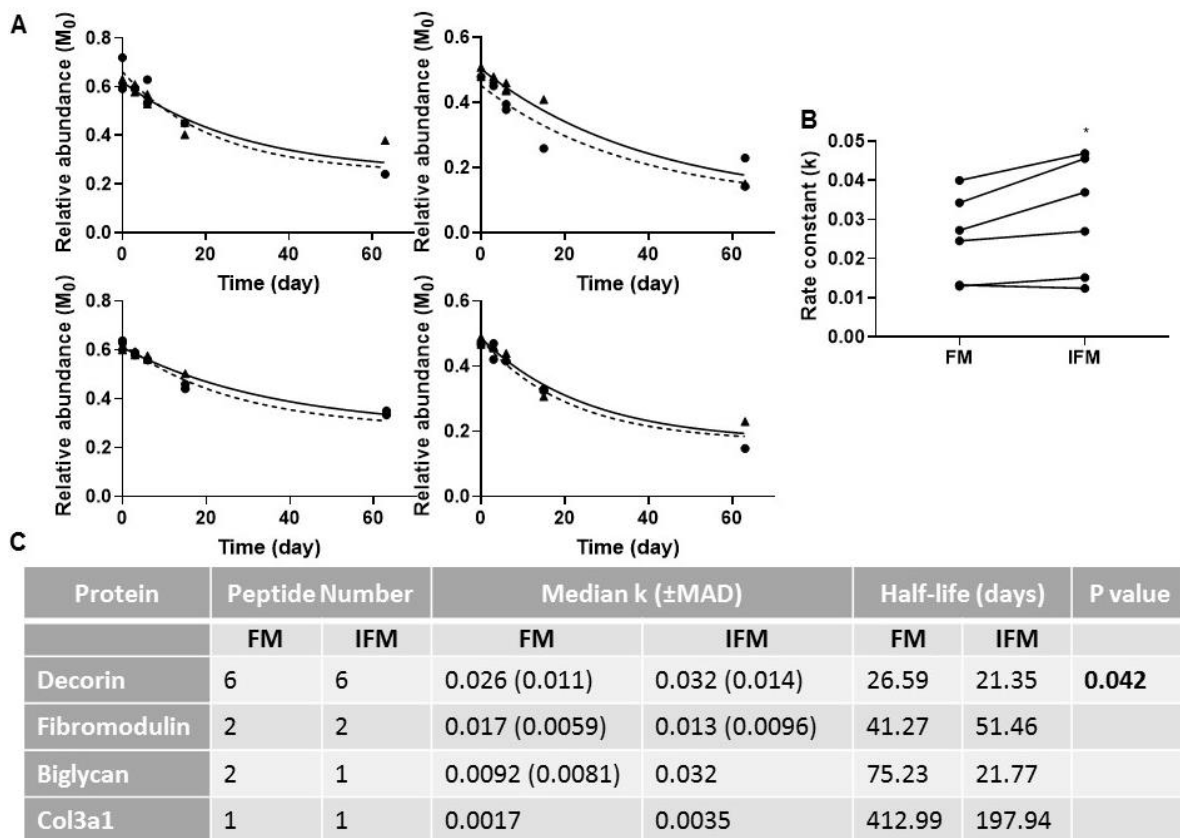 A
Relative abundance (M0)
0.8
0.6
0.4
0.2
0.0
0 20 40 60
Time (day)
Relative abundance (M0)
0.6
0.4
0.2
0.0
0 20 40 60
Time (day)
Relative abundance (M0)
0.8
0.6
0.4
0.2
0.0
0 20 40 60
Time (day)
Relative abundance (M0)
0.6
0.4
0.2
0.0
0 20 40 60
Time (day)
B
Rate constant (k)
0.05
0.04
0.03
0.02
0.01
0.00
*
FM IFM
C
Protein Peptide Number Median k (±MAD) Half-life (days) P value
FM IFM FM IFM FM IFM
Decorin 6 6 0.026 (0.011) 0.032 (0.014) 26.59 21.35 0.042
Fibromodulin 2 2 0.017 (0.0059) 0.013 (0.0096) 41.27 51.46
Biglycan 2 1 0.0092 (0.0081) 0.032 75.23 21.77
Col3a1 1 1 0.0017 0.0035 412.99 197.94